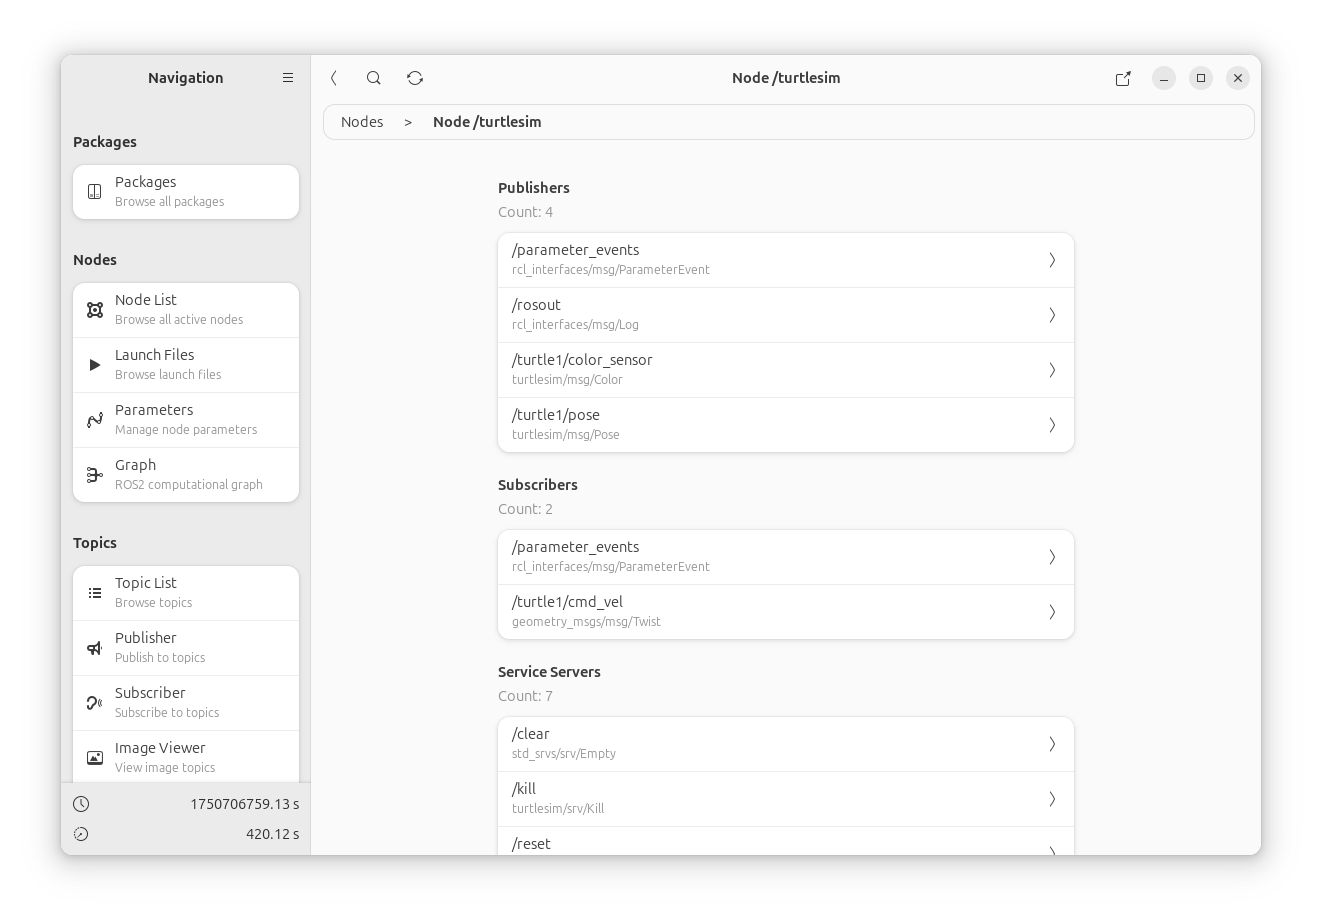 Navigation
Packages
Packages
Browse all packages
Nodes
Node List
Browse all active nodes
Launch Files
Browse launch files
Parameters
Manage node parameters
Graph
ROS2 computational graph
Topics
Topic List
Browse topics
Publisher
Publish to topics
Subscriber
Subscribe to topics
Image Viewer
View image topics
1750706759.13 s
420.12 s
Node /turtlesim
Nodes > Node /turtlesim
Publishers
Count: 4
/parameter_events
rcl_interfaces/msg/ParameterEvent
/rosout
rcl_interfaces/msg/Log
/turtle1/color_sensor
turtlesim/msg/Color
/turtle1/pose
turtlesim/msg/Pose
Subscribers
Count: 2
/parameter_events
rcl_interfaces/msg/ParameterEvent
/turtle1/cmd_vel
geometry_msgs/msg/Twist
Service Servers
Count: 7
/clear
std_srvs/srv/Empty
/kill
turtlesim/srv/Kill
/reset